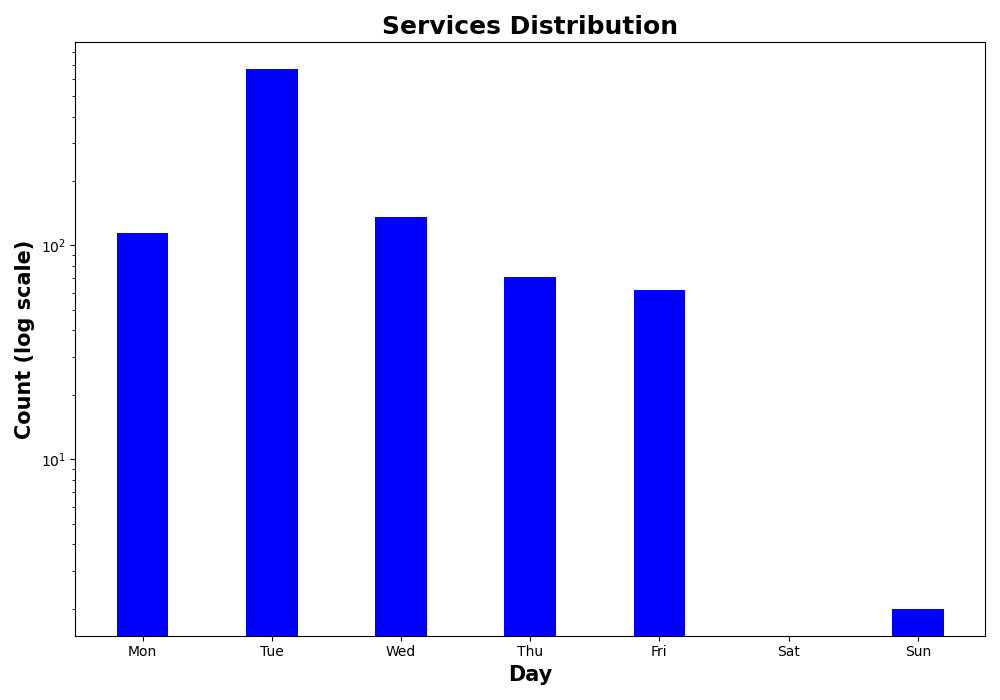 Services Distribution
Count (log scale)
10²
10¹
Mon Tue Wed Thu Fri Sat Sun
Day